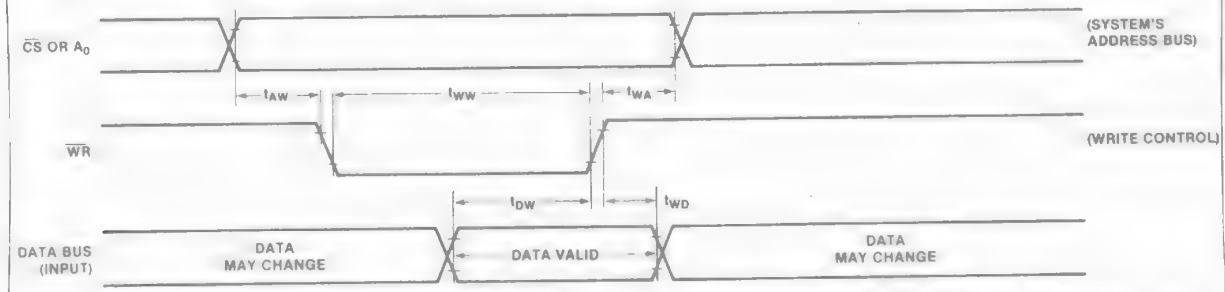 CS OR A0
(SYSTEM'S
ADDRESS BUS)
tAW
tWW
tWA
WR
(WRITE CONTROL)
tDW
tWD
DATA BUS
(INPUT)
DATA
MAY CHANGE
DATA VALID
DATA
MAY CHANGE